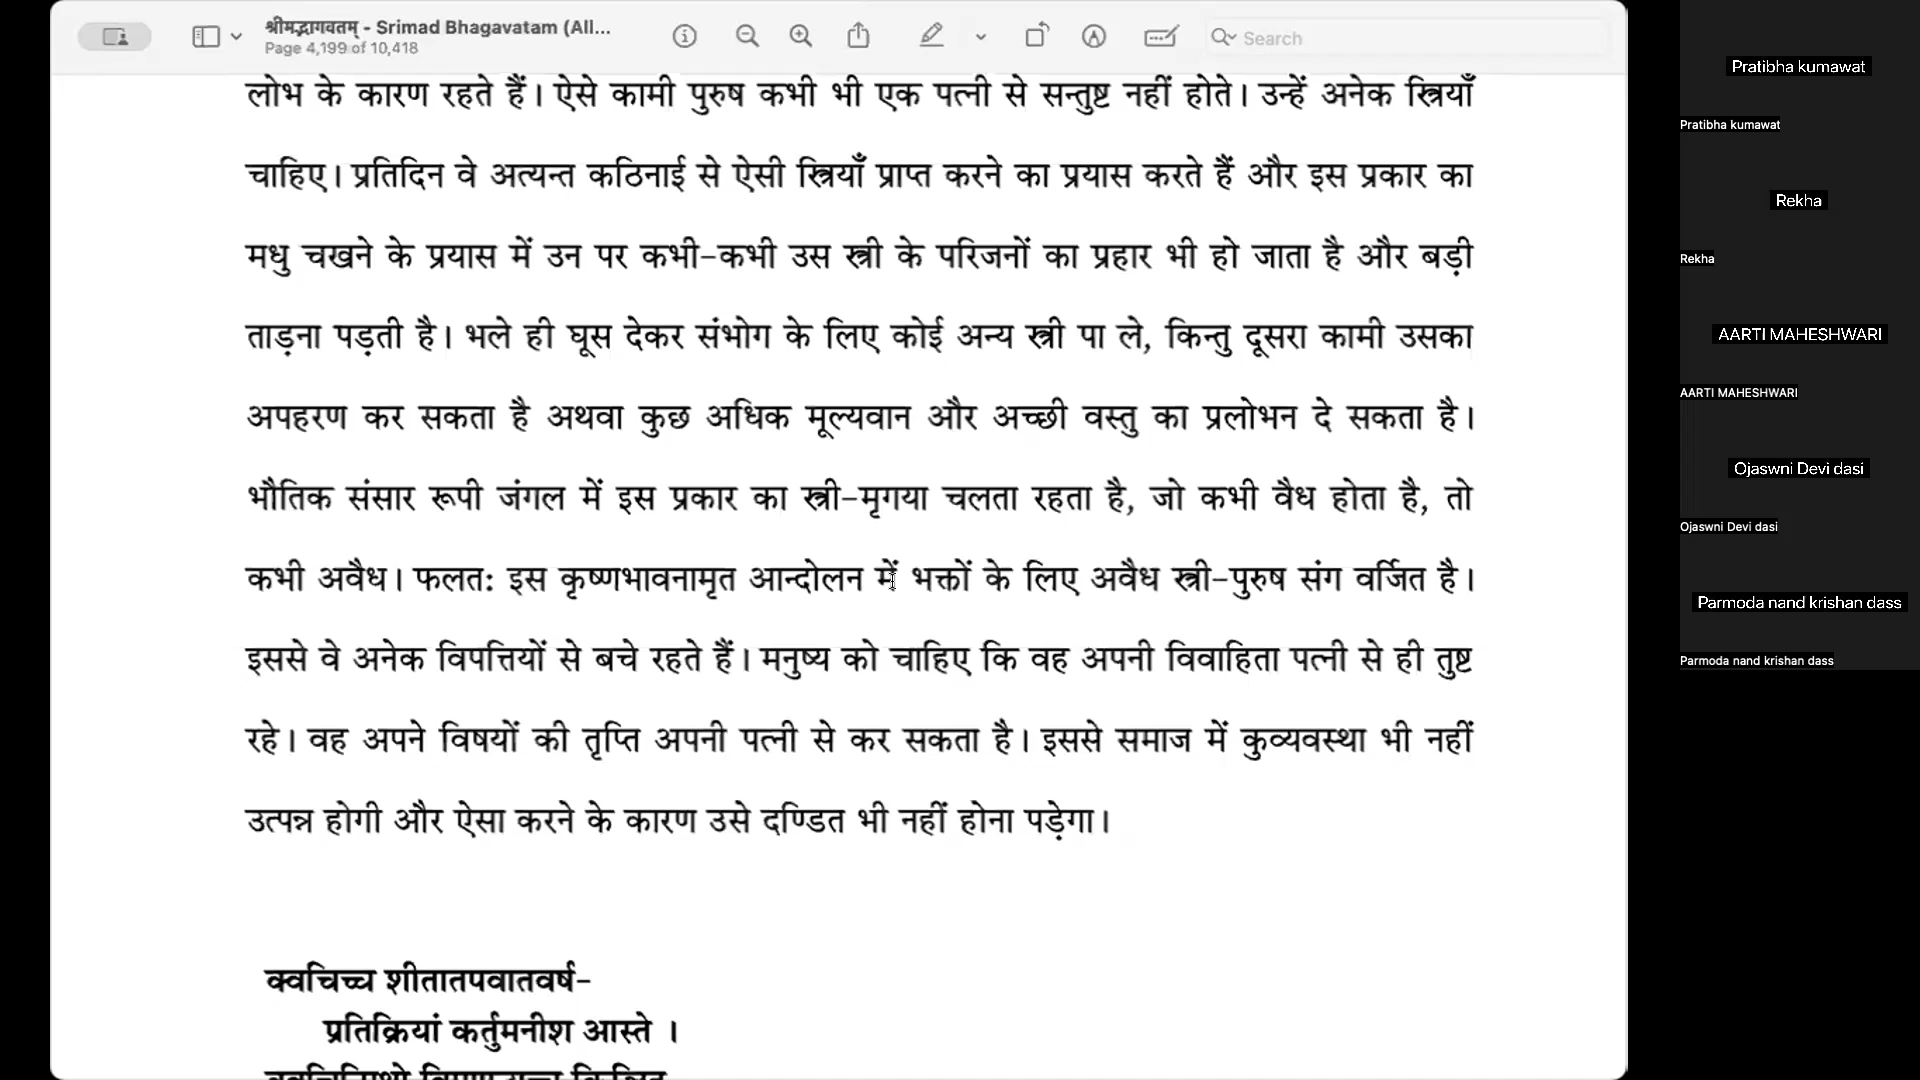 श्रीमद्भागवतम् - Srimad Bhagavatam (All...
Page 4,199 of 10,418
Search
लोभ के कारण रहते हैं। ऐसे कामी पुरुष कभी भी एक पत्नी से सन्तुष्ट नहीं होते। उन्हें अनेक स्त्रियाँ
चाहिए। प्रतिदिन वे अत्यन्त कठिनाई से ऐसी स्त्रियाँ प्राप्त करने का प्रयास करते हैं और इस प्रकार का
मधु चखने के प्रयास में उन पर कभी-कभी उस स्त्री के परिजनों का प्रहार भी हो जाता है और बड़ी
ताड़ना पड़ती है। भले ही घूस देकर संभोग के लिए कोई अन्य स्त्री पा ले, किन्तु दूसरा कामी उसका
अपहरण कर सकता है अथवा कुछ अधिक मूल्यवान और अच्छी वस्तु का प्रलोभन दे सकता है।
भौतिक संसार रूपी जंगल में इस प्रकार का स्त्री-मृगया चलता रहता है, जो कभी वैध होता है, तो
कभी अवैध। फलत: इस कृष्णभावनामृत आन्दोलन में भक्तों के लिए अवैध स्त्री-पुरुष संग वर्जित है।
इससे वे अनेक विपत्तियों से बचे रहते हैं। मनुष्य को चाहिए कि वह अपनी विवाहिता पत्नी से ही तुष्ट
रहे। वह अपने विषयों की तृप्ति अपनी पत्नी से कर सकता है। इससे समाज में कुव्यवस्था भी नहीं
उत्पन्न होगी और ऐसा करने के कारण उसे दण्डित भी नहीं होना पड़ेगा।
क्वचिच्च शीतातपवातवर्ष-
प्रतिक्रियां कर्तुमनीश आस्ते ।
Pratibha kumawat
Pratibha kumawat
Rekha
Rekha
AARTI MAHESHWARI
AARTI MAHESHWARI
Ojaswni Devi dasi
Ojaswni Devi dasi
Parmoda nand krishan dass
Parmoda nand krishan dass